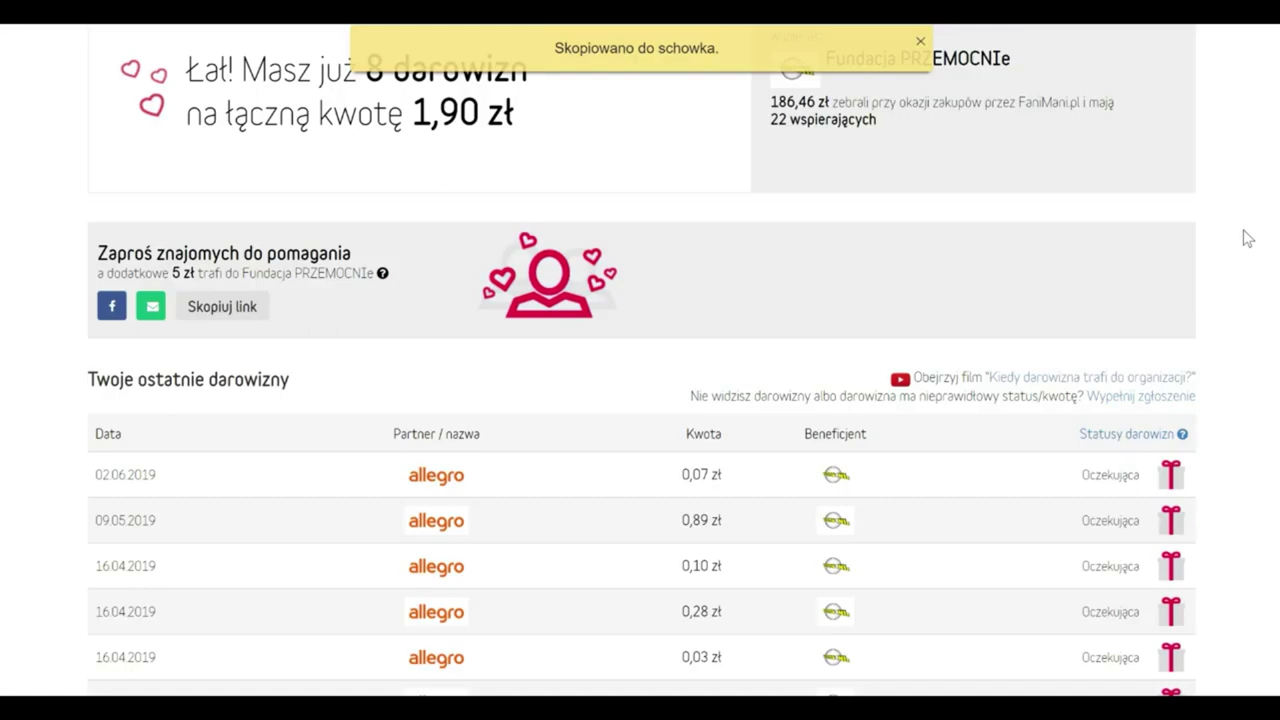 Skopiowano do schowka.
Łał! Masz już 8 darowizn
na łączną kwotę 1,90 zł
Fundacja PRZEMOCNIe
186,46 zł zebrali przy okazji zakupów przez FaniMani.pl i mają
22 wspierających
Zaproś znajomych do pomagania
a dodatkowe 5 zł trafi do Fundacja PRZEMOCNIe
Skopiuj link
Twoje ostatnie darowizny
Obejrzyj film "Kiedy darowizna trafi do organizacji?"
Nie widzisz darowizny albo darowizna ma nieprawidłowy status/kwotę? Wypełnij zgłoszenie
Data Partner / nazwa Kwota Beneficjent Statusy darowizn
02.06.2019 allegro 0,07 zł Oczekująca
09.05.2019 allegro 0,89 zł Oczekująca
16.04.2019 allegro 0,10 zł Oczekująca
16.04.2019 allegro 0,28 zł Oczekująca
16.04.2019 allegro 0,03 zł Oczekująca